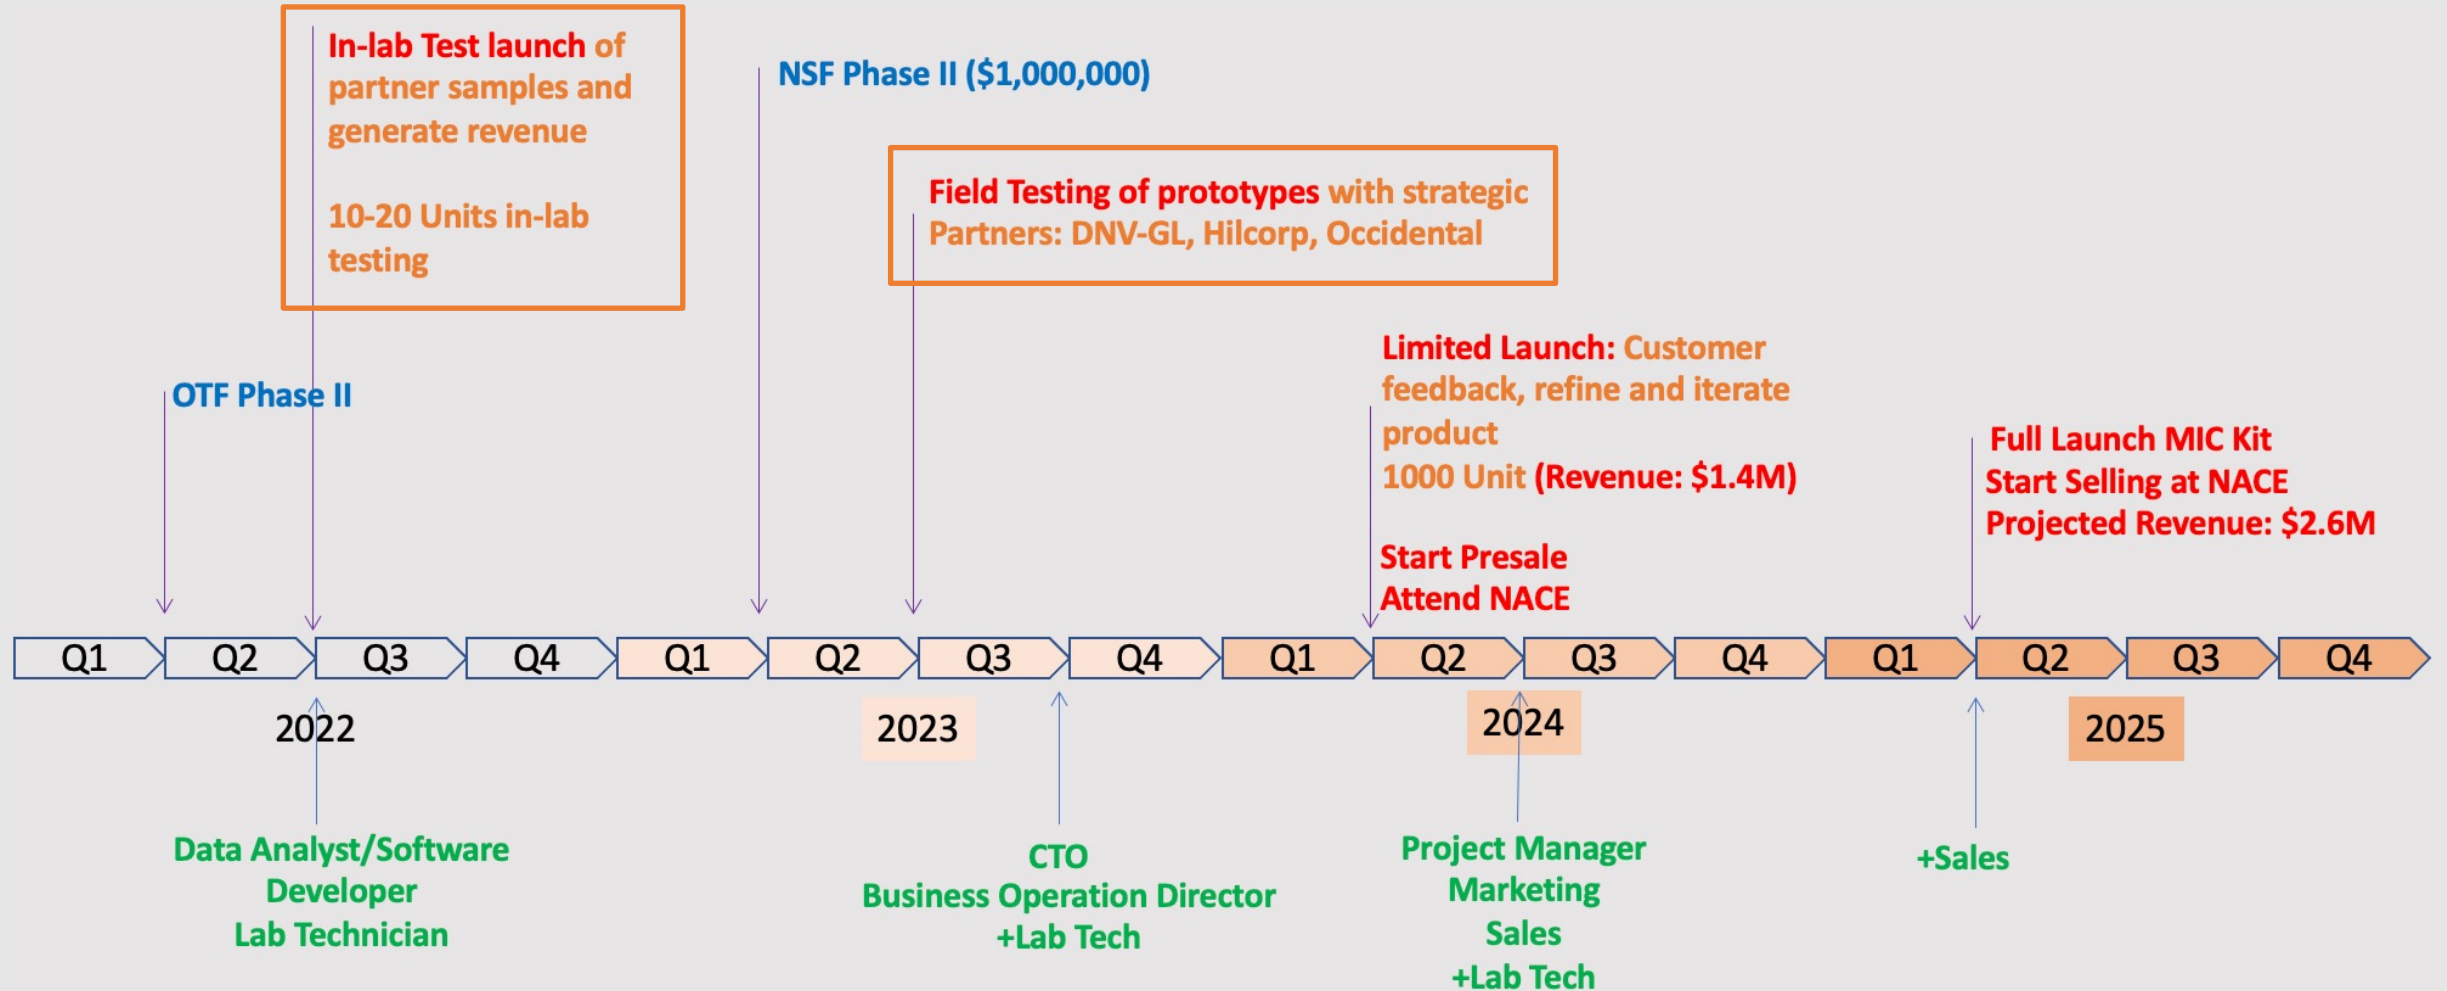 In-lab Test launch of
partner samples and
generate revenue
10-20 Units in-lab
testing
NSF Phase II ($1,000,000)
Field Testing of prototypes with strategic
Partners: DNV-GL, Hilcorp, Occidental
OTF Phase II
Limited Launch: Customer
feedback, refine and iterate
product
1000 Unit (Revenue: $1.4M)
Start Presale
Attend NACE
Full Launch MIC Kit
Start Selling at NACE
Projected Revenue: $2.6M
Q1 Q2 Q3 Q4 Q1 Q2 Q3 Q4 Q1 Q2 Q3 Q4 Q1 Q2 Q3 Q4
2022 2023 2024 2025
Data Analyst/Software
Developer
Lab Technician
CTO
Business Operation Director
+Lab Tech
Project Manager
Marketing
Sales
+Lab Tech
+Sales